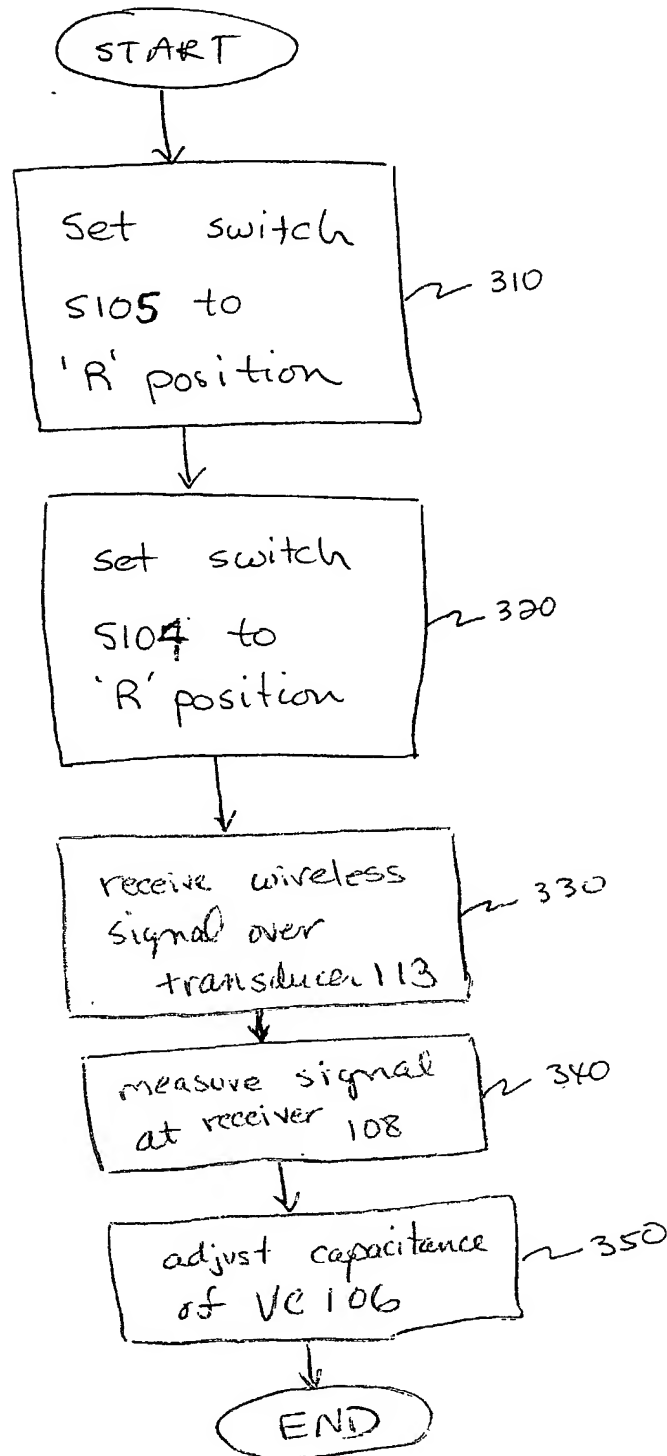 START
Set switch
S105 to
'R' position
310
set switch
S104 to
'R' position
320
receive wireless
signal over
transducer 113
330
measure signal
at receiver 108
340
adjust capacitance
of VC 106
350
END